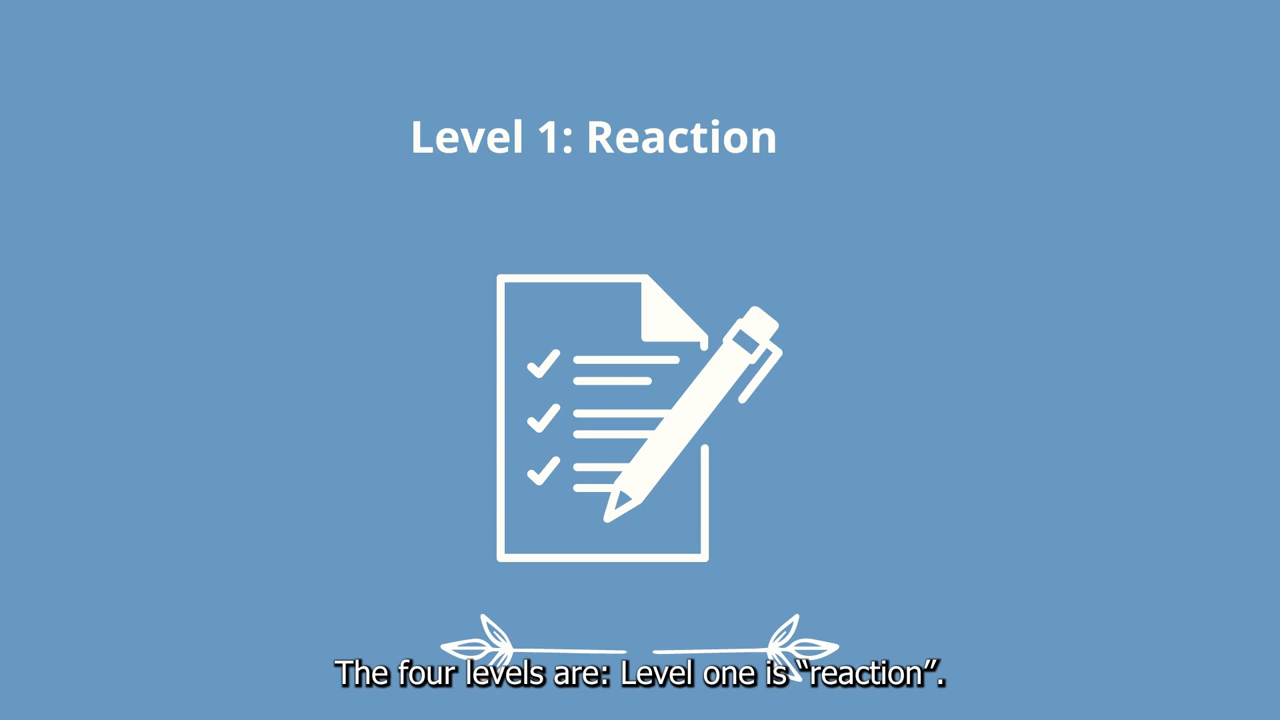 Level 1: Reaction
The four levels are: Level one is “reaction”.